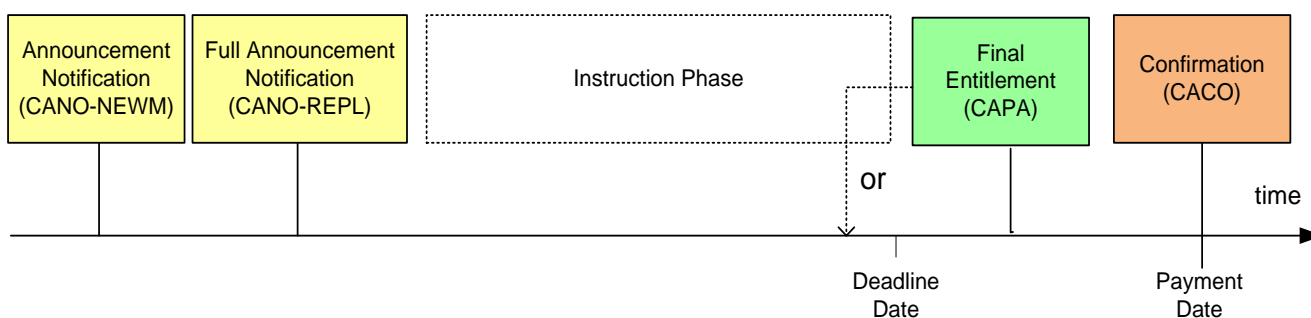 Announcement
Notification
(CANO-NEWM)
Full Announcement
Notification
(CANO-REPL)
Instruction Phase
Final
Entitlement
(CAPA)
Confirmation
(CACO)
or
time
Deadline
Date
Payment
Date